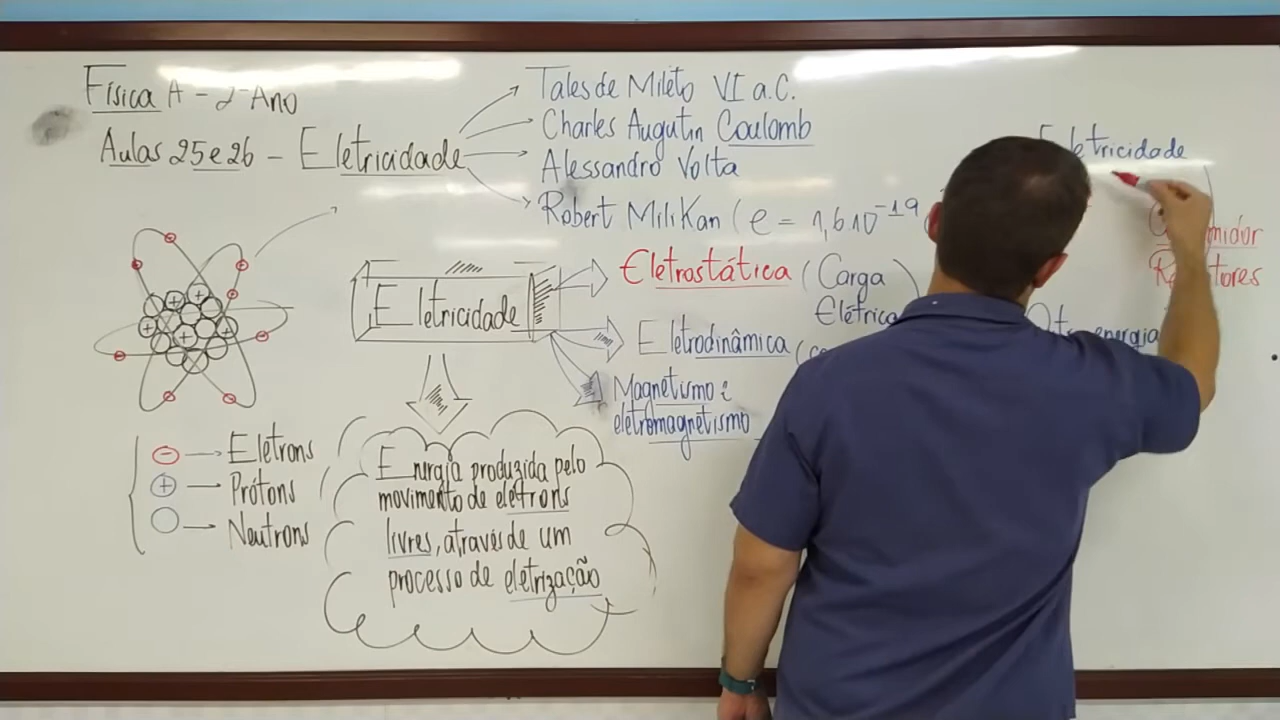 Física A - 2º Ano
Aulas 25 e 26 - Eletricidade
Tales de Mileto VI a.C.
Charles Augutin Coulomb
Alessandro Volta
Robert Milikan (e = 1,6 10^-19
Eletricidade
Eletrostática (Carga Elétrica)
Eletrodinâmica
Magnetismo e
eletromagnetismo
Energia produzida pelo
movimento de elétrons
livres, através de um
processo de eletrização
- → Elétrons
+ → Prótons
→ Neutrons
Eletricidade
energia